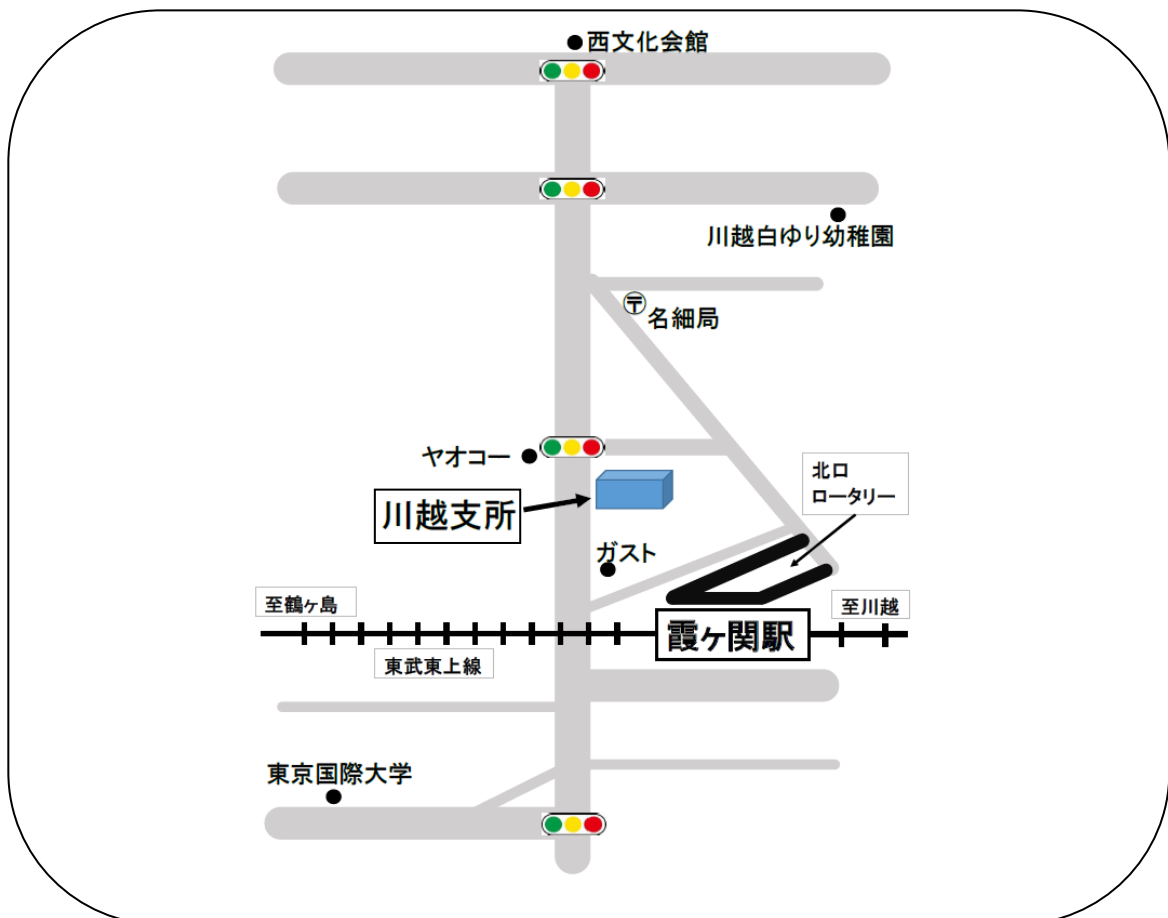 西文化会館
川越白ゆり幼稚園
〒
名細局
ヤオコー
北口
ロータリー
川越支所
ガスト
至鶴ヶ島
至川越
霞ヶ関駅
東武東上線
東京国際大学